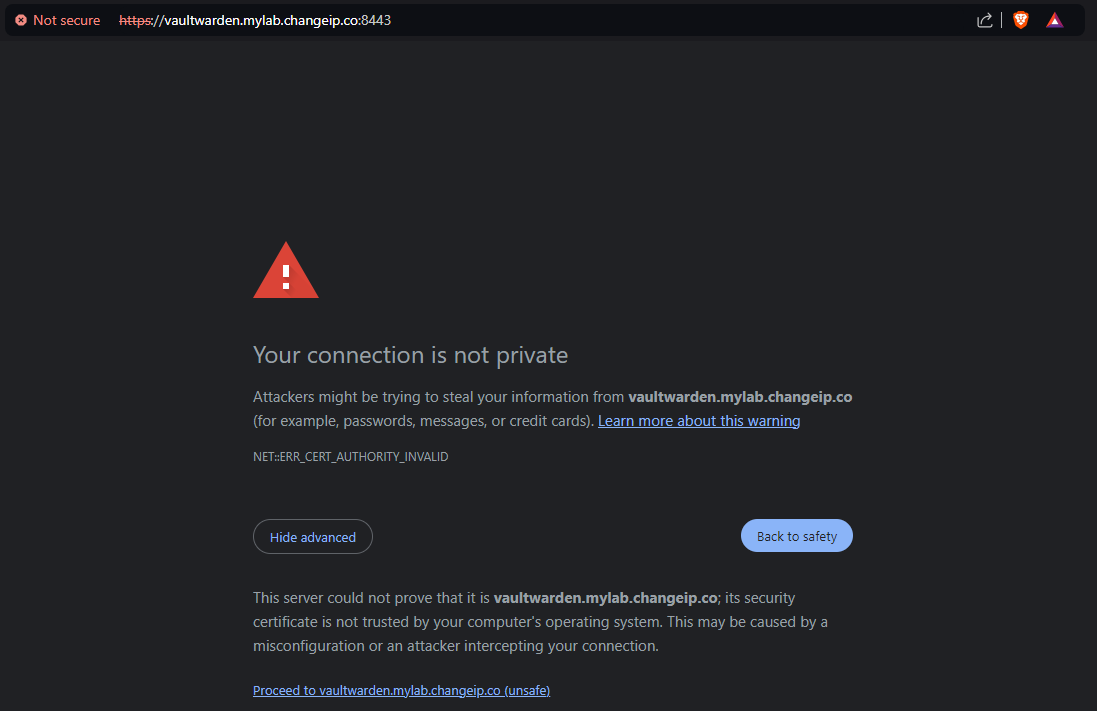 Not secure https://vaultwarden.mylab.changeip.co:8443
Your connection is not private
Attackers might be trying to steal your information from vaultwarden.mylab.changeip.co
(for example, passwords, messages, or credit cards). Learn more about this warning
NET::ERR_CERT_AUTHORITY_INVALID
Hide advanced Back to safety
This server could not prove that it is vaultwarden.mylab.changeip.co; its security
certificate is not trusted by your computer's operating system. This may be caused by a
misconfiguration or an attacker intercepting your connection.
Proceed to vaultwarden.mylab.changeip.co (unsafe)